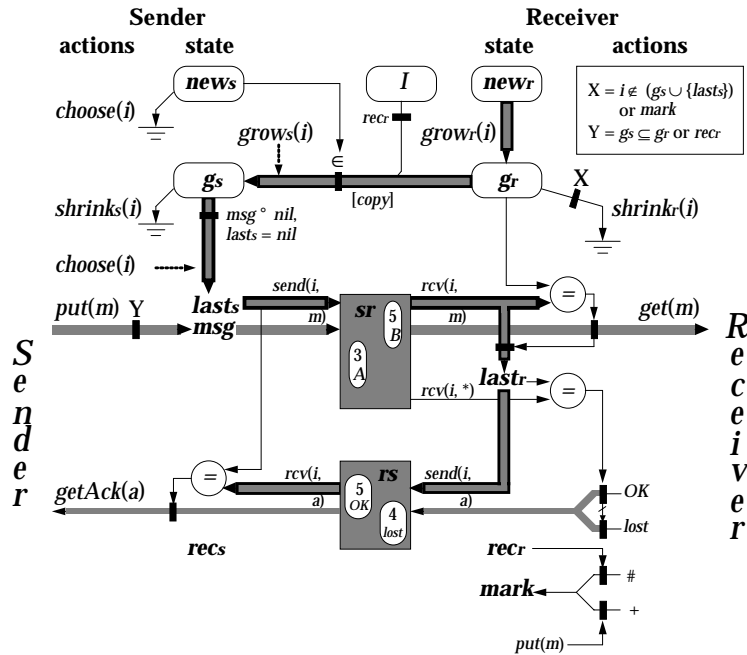 Sender
Receiver
actions
state
state
actions
news
I
newr
X = i ∉ (gs ∪ {lasts})
or mark
Y = gs ⊆ gr or recr
choose(i)
recr
grows(i)
growr(i)
∈
gs
gr
X
[copy]
shrinks(i)
msg ° nil,
lasts = nil
shrinkr(i)
choose(i)
put(m)
Y
lasts
msg
send(i,
m)
sr
5
B
3
A
rcv(i,
m)
=
get(m)
lastr
rcv(i, *)
=
Sender
Receiver
=
rcv(i,
a)
rs
5
OK
4
lost
send(i,
a)
getAck(a)
OK
lost
recs
recr
mark
#
+
put(m)